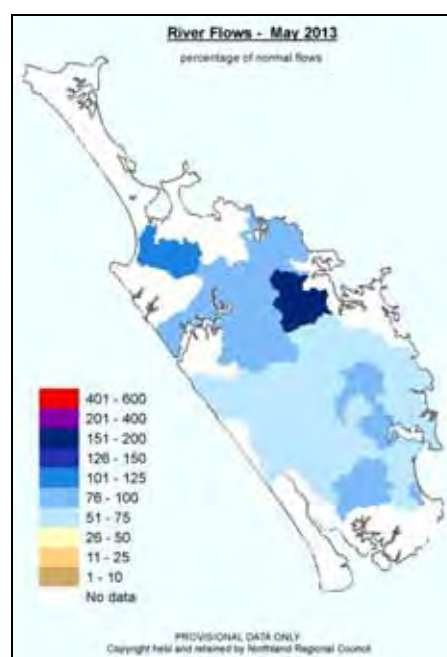 River Flows - May 2013
percentage of normal flows
401 - 600
201 - 400
151 - 200
126 - 150
101 - 125
76 - 100
51 - 75
26 - 50
11 - 25
1 - 10
No data
PROVISIONAL DATA ONLY
Copyright held and retained by Northland Regional Council